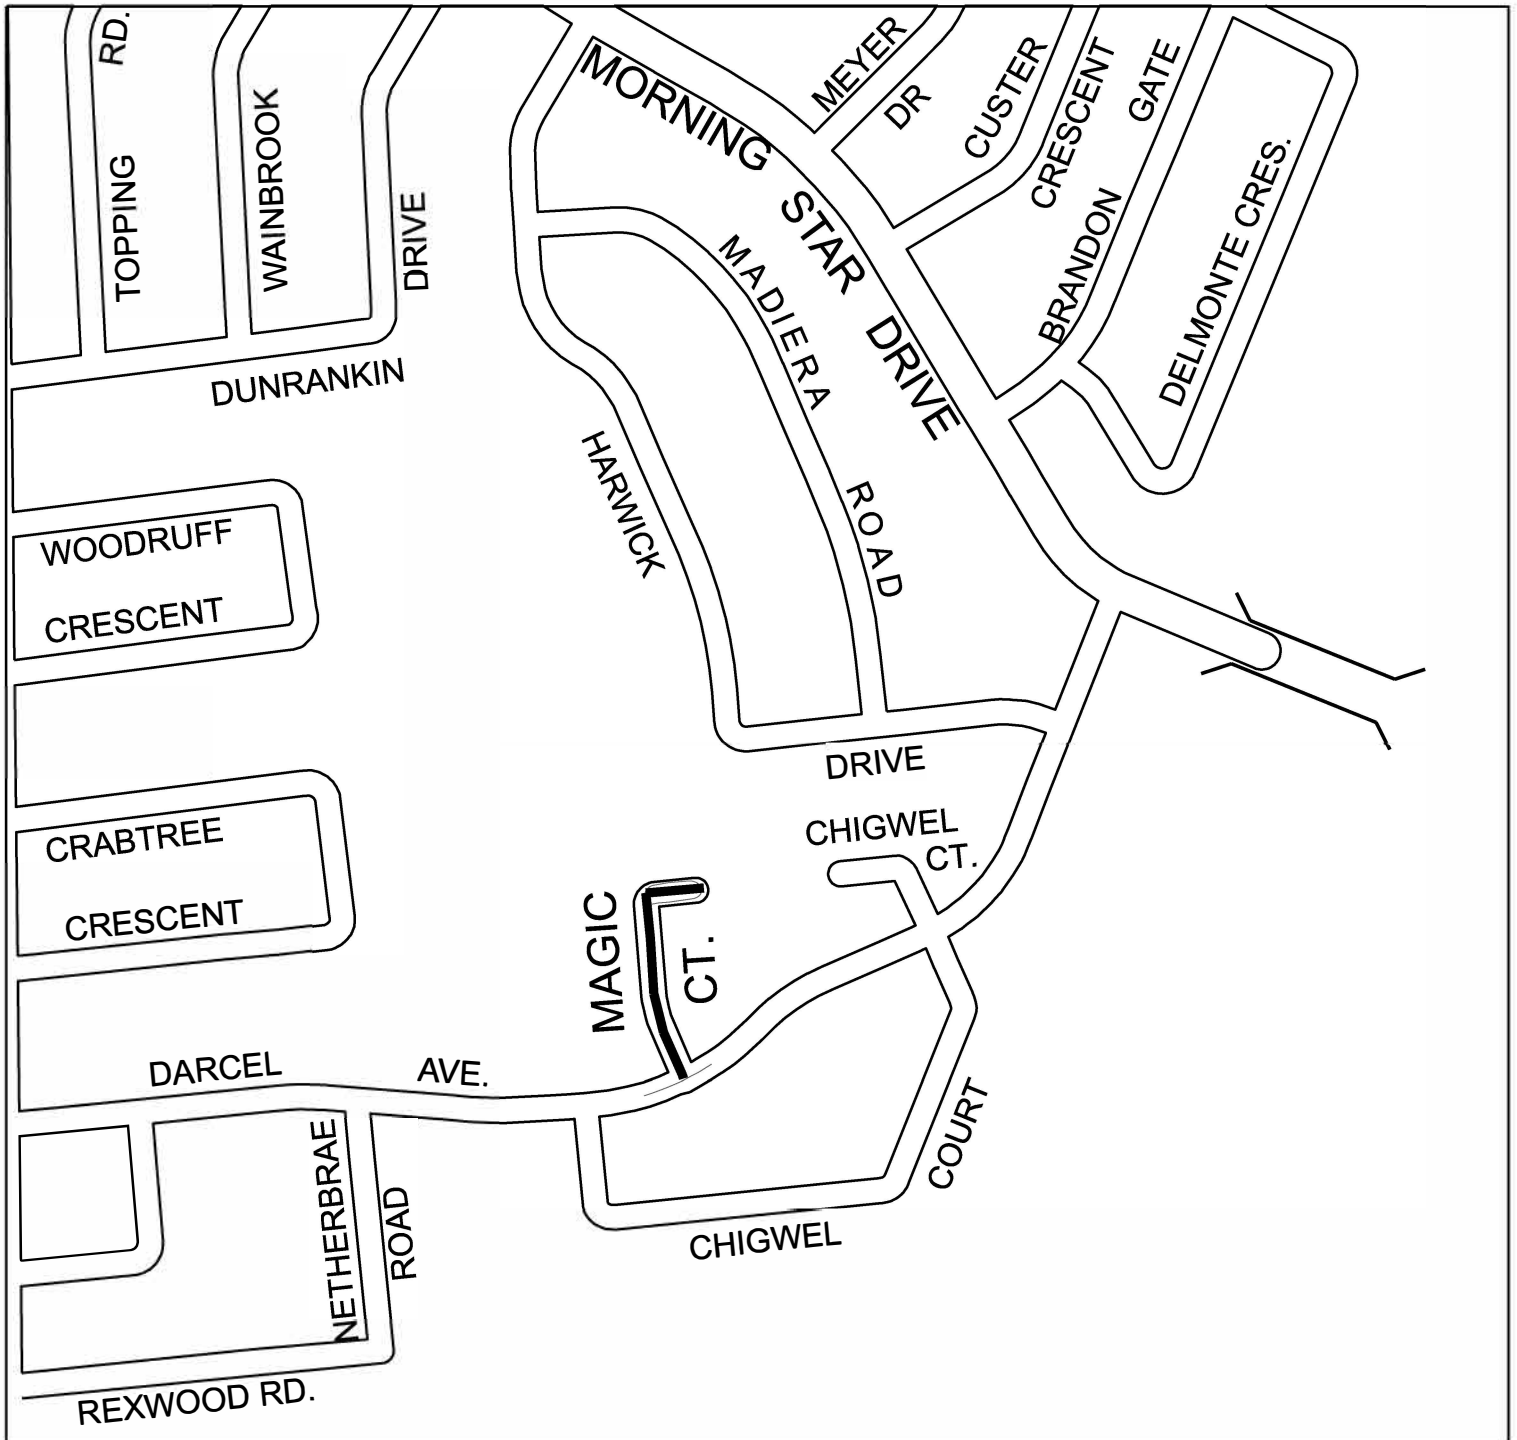 RD.
TOPPING
WAINBROOK
DRIVE
DUNRANKIN
MORNING STAR DRIVE
MEYER
DR
CUSTER
CRESCENT
BRANDON GATE
DELMONTE CRES.
MADIERA ROAD
HARWICK
DRIVE
WOODRUFF
CRESCENT
CRABTREE
CRESCENT
CHIGWEL
CT.
MAGIC
CT.
DARCEL AVE.
NETHERBRAE
ROAD
COURT
CHIGWEL
REXWOOD RD.